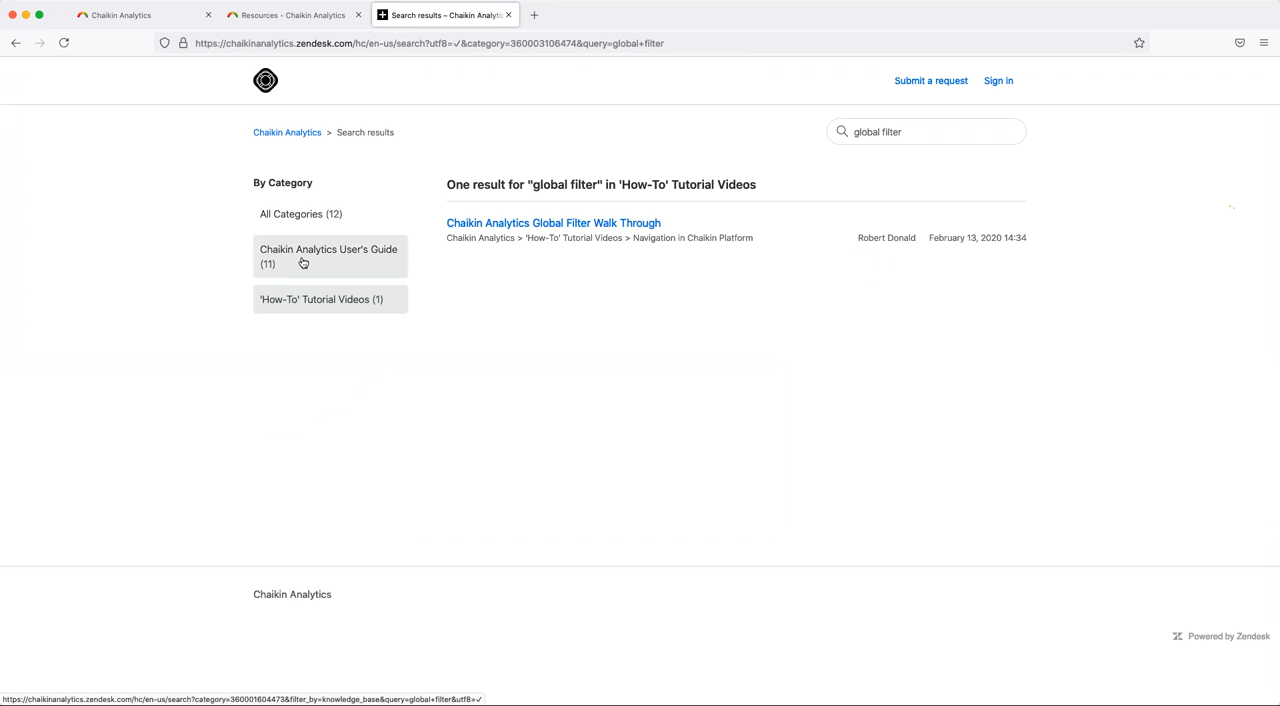 Chaikin Analytics
Resources - Chaikin Analytics
Search results – Chaikin Analytic
https://chaikinanalytics.zendesk.com/hc/en-us/search?utf8=✓&category=360003106474&query=global+filter
Submit a request
Sign in
Chaikin Analytics > Search results
global filter
By Category
One result for "global filter" in 'How-To' Tutorial Videos
All Categories (12)
Chaikin Analytics User's Guide
(11)
'How-To' Tutorial Videos (1)
Chaikin Analytics Global Filter Walk Through
Chaikin Analytics > 'How-To' Tutorial Videos > Navigation in Chaikin Platform
Robert Donald
February 13, 2020 14:34
Chaikin Analytics
Powered by Zendesk
https://chaikinanalytics.zendesk.com/hc/en-us/search?category=360001604473&filter_by=knowledge_base&query=global+filter&utf8=✓